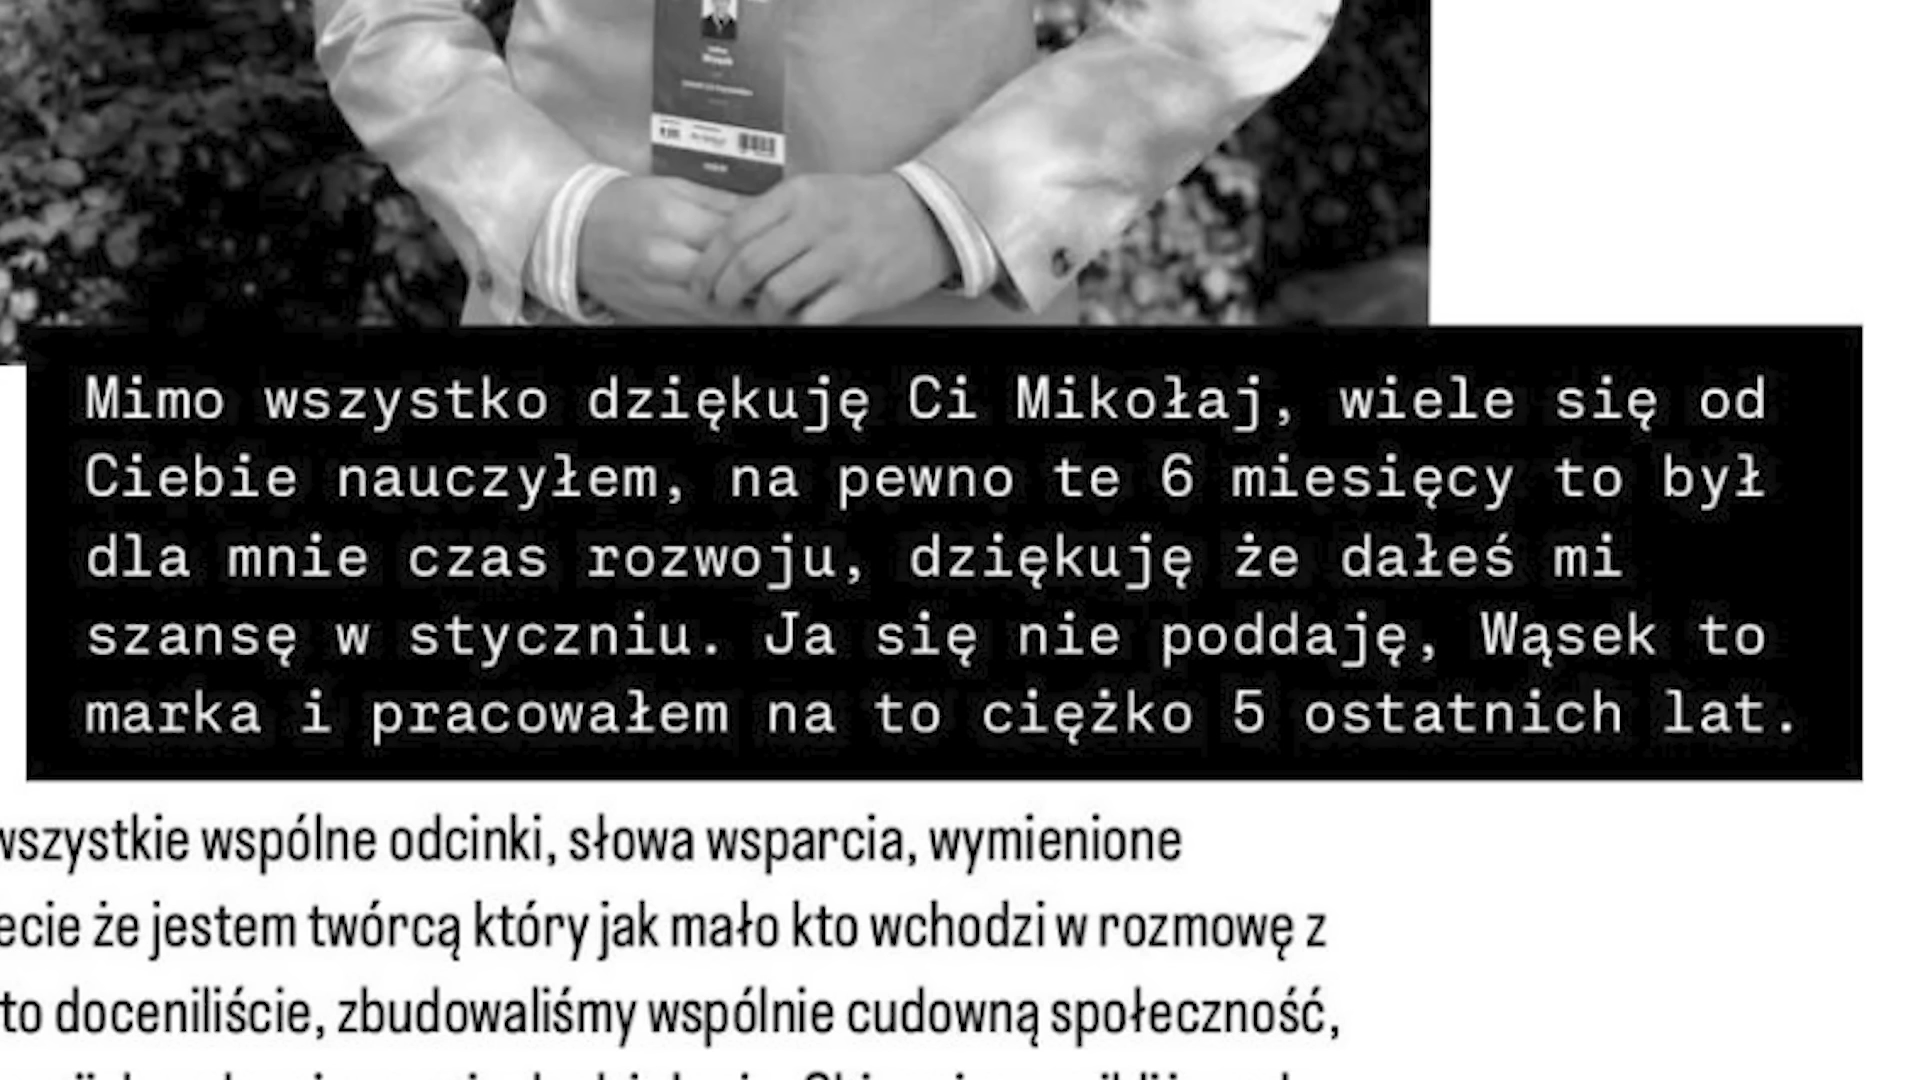 Mimo wszystko dziękuję Ci Mikołaj, wiele się od
Ciebie nauczyłem, na pewno te 6 miesięcy to był
dla mnie czas rozwoju, dziękuję że dałeś mi
szansę w styczniu. Ja się nie poddaję, Wąsek to
marka i pracowałem na to ciężko 5 ostatnich lat.
wszystkie wspólne odcinki, słowa wsparcia, wymienione
że jestem twórcą który jak mało kto wchodzi w rozmowę z
to doceniliście, zbudowaliśmy wspólnie cudowną społeczność,